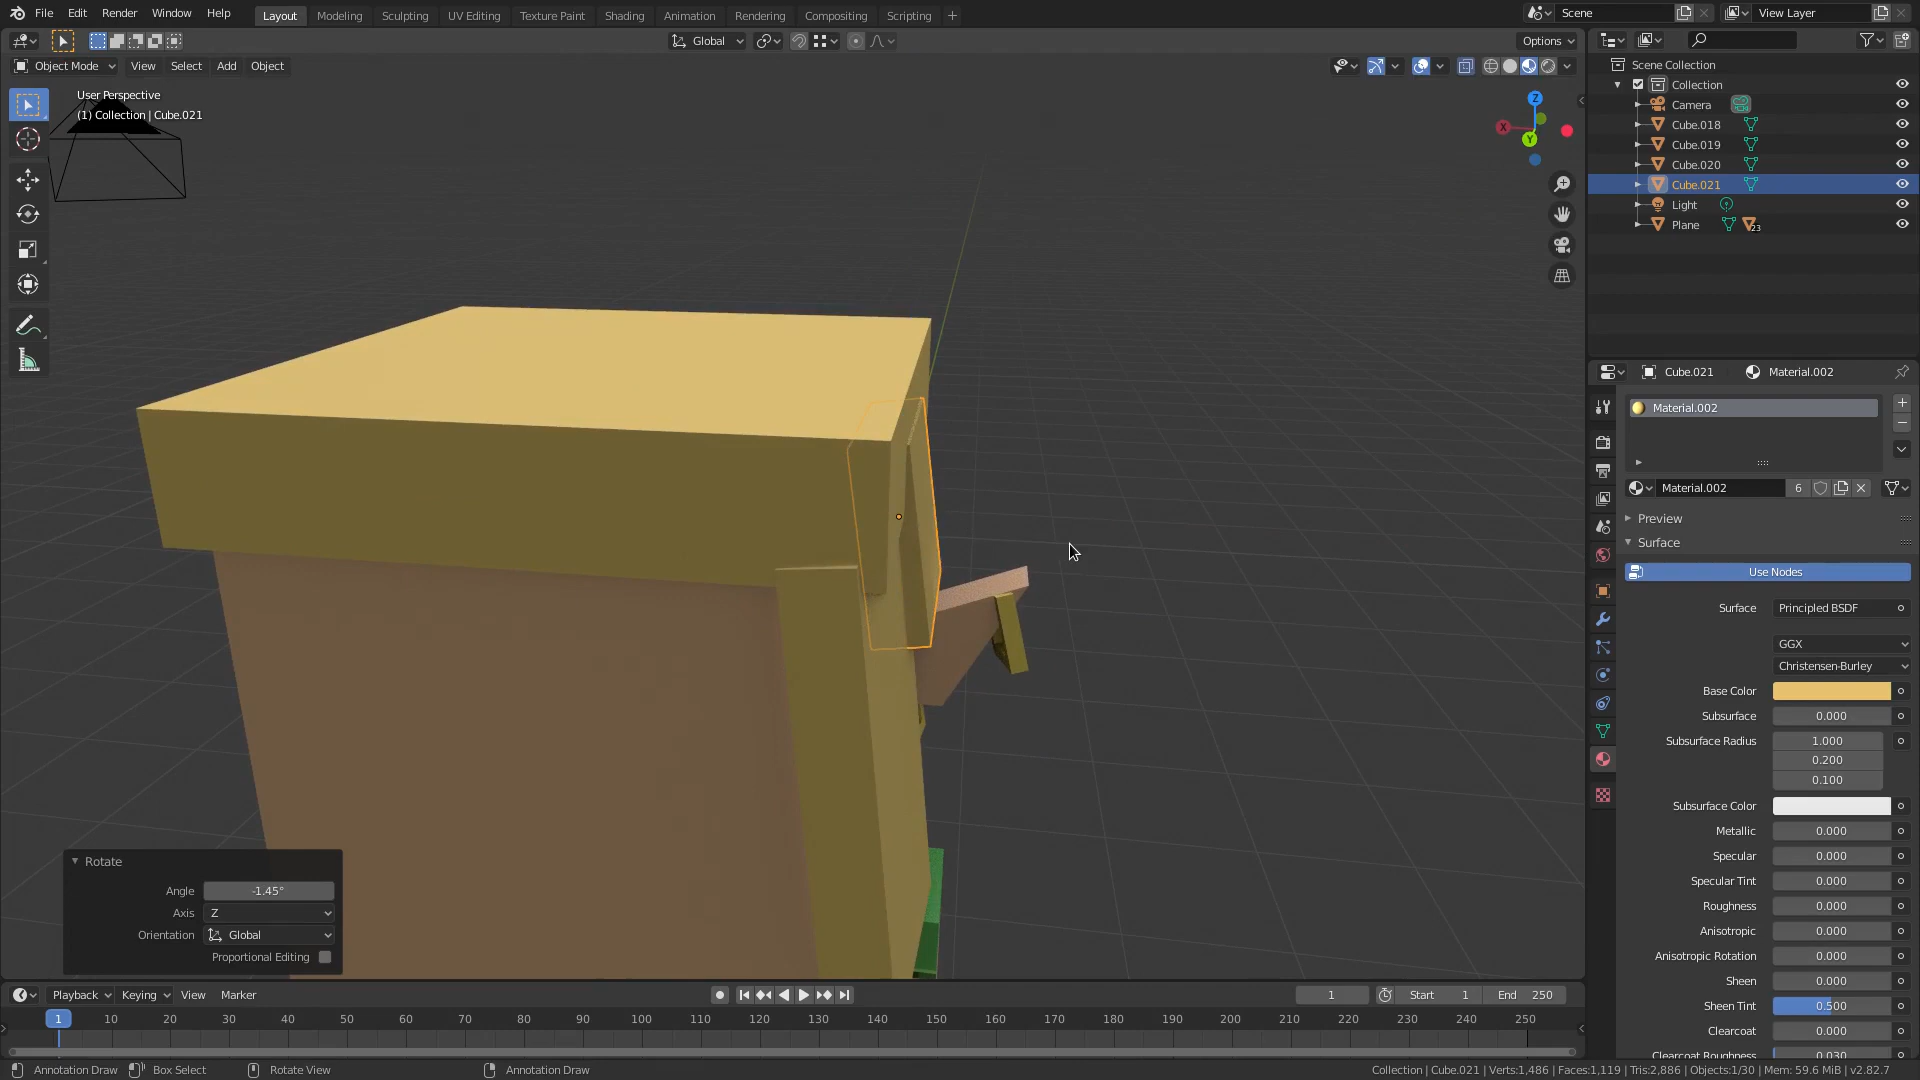 File Edit Render Window Help Layout Modeling Sculpting UV Editing Texture Paint Shading Animation Rendering Compositing Scripting + Scene View Layer
Global Options
Object Mode View Select Add Object
User Perspective
(1) Collection | Cube.021
Z
X
Y
Scene Collection
Collection
Camera
Cube.018
Cube.019
Cube.020
Cube.021
Light
Plane 23
Cube.021 Material.002
Material.002
Material.002 6
Preview
Surface
Use Nodes
Surface Principled BSDF
GGX
Christensen-Burley
Base Color
Subsurface 0.000
Subsurface Radius 1.000
0.200
0.100
Subsurface Color
Metallic 0.000
Specular 0.000
Specular Tint 0.000
Roughness 0.000
Anisotropic 0.000
Anisotropic Rotation 0.000
Sheen 0.000
Sheen Tint 0.500
Clearcoat 0.000
Clearcoat Roughness 0.030
Rotate
Angle -1.45°
Axis Z
Orientation Global
Proportional Editing
Playback Keying View Marker 1 Start 1 End 250
1 10 20 30 40 50 60 70 80 90 100 110 120 130 140 150 160 170 180 190 200 210 220 230 240 250
Annotation Draw Box Select Rotate View Annotation Draw Collection | Cube.021 | Verts:1,486 | Faces:1,119 | Tris:2,886 | Objects:1/30 | Mem: 59.6 MiB | v2.82.7